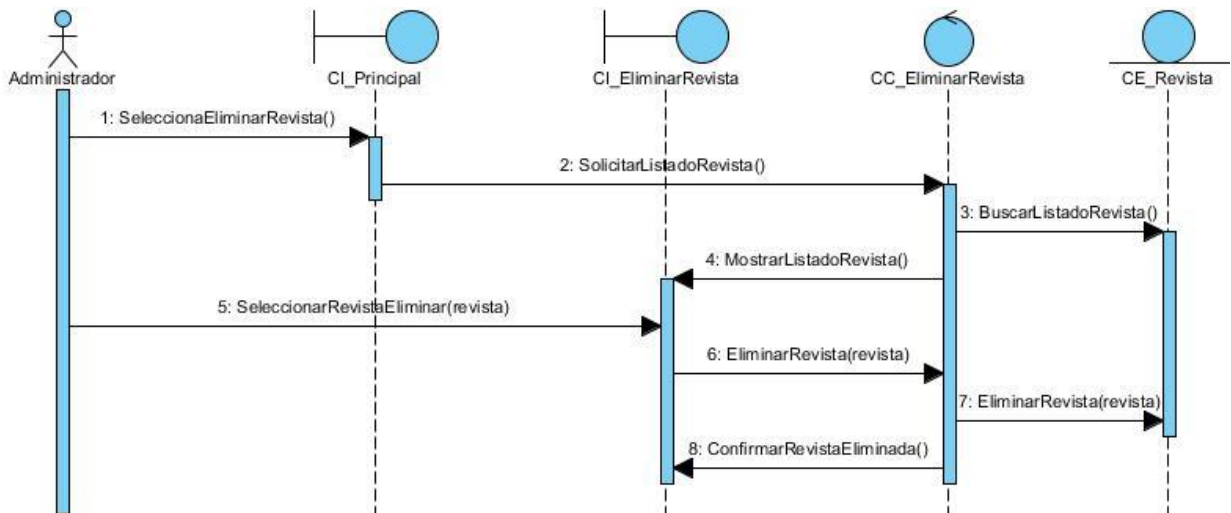 Administrador
CI_Principal
CI_EliminarRevista
CC_EliminarRevista
CE_Revista
1: SeleccionaEliminarRevista()
2: SolicitarListadoRevista()
3: BuscarListadoRevista()
4: MostrarListadoRevista()
5: SeleccionarRevistaEliminar(revista)
6: EliminarRevista(revista)
7: EliminarRevista(revista)
8: ConfirmarRevistaEliminada()